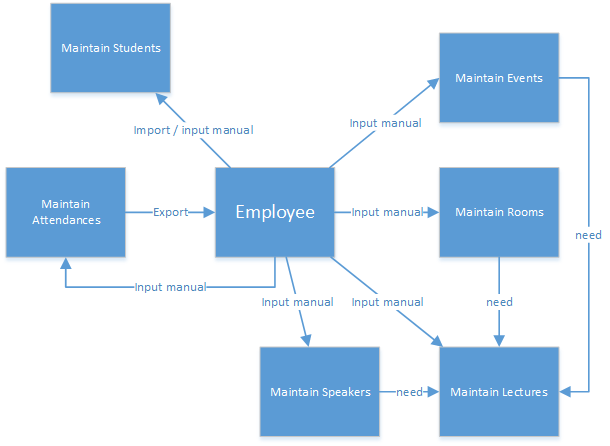 Maintain Students
Maintain Events
Import / input manual
Input manual
Maintain
Attendances
Export
Employee
Input manual
Maintain Rooms
need
Input manual
Input manual
Input manual
need
Maintain Speakers
need
Maintain Lectures